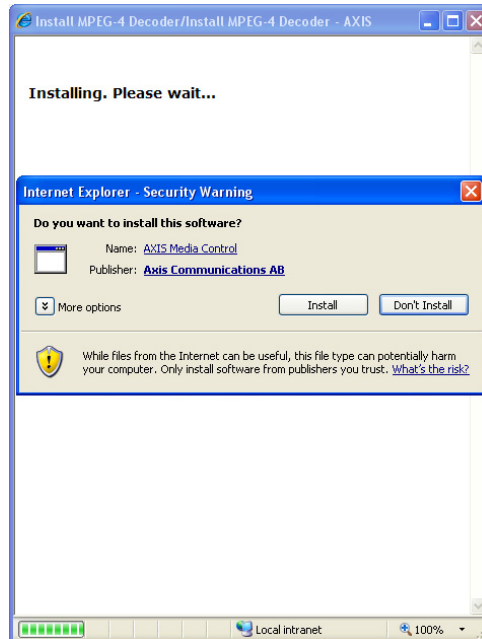 Install MPEG-4 Decoder/Install MPEG-4 Decoder - AXIS
Installing. Please wait...
Internet Explorer - Security Warning
Do you want to install this software?
Name: AXIS Media Control
Publisher: Axis Communications AB
More options
Install
Don't Install
While files from the Internet can be useful, this file type can potentially harm
your computer. Only install software from publishers you trust. What's the risk?
Local intranet
100%